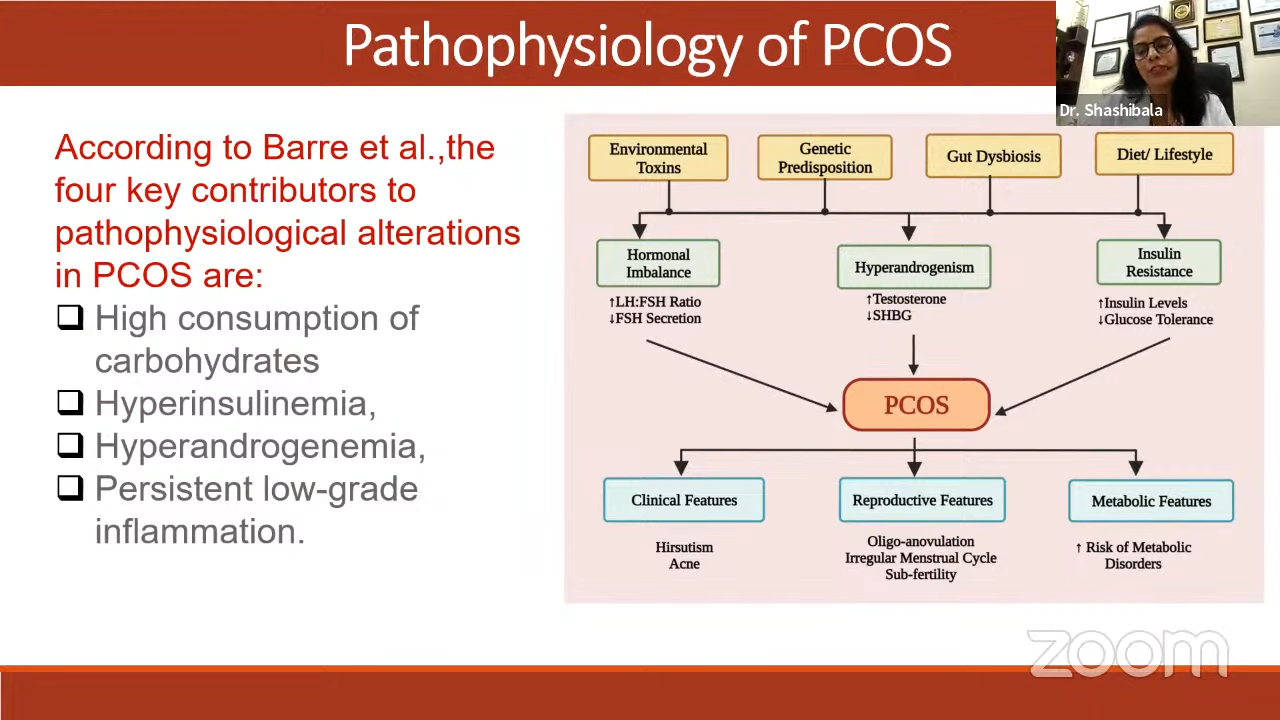 Pathophysiology of PCOS
Dr. Shashibala
According to Barre et al.,the
four key contributors to
pathophysiological alterations
in PCOS are:
High consumption of
carbohydrates
Hyperinsulinemia,
Hyperandrogenemia,
Persistent low-grade
inflammation.
Environmental
Toxins
Genetic
Predisposition
Gut Dysbiosis
Diet/ Lifestyle
Hormonal
Imbalance
↑LH:FSH Ratio
↓FSH Secretion
Hyperandrogenism
↑Testosterone
↓SHBG
Insulin
Resistance
↑Insulin Levels
↓Glucose Tolerance
PCOS
Clinical Features
Hirsutism
Acne
Reproductive Features
Oligo-anovulation
Irregular Menstrual Cycle
Sub-fertility
Metabolic Features
↑ Risk of Metabolic
Disorders
zoom